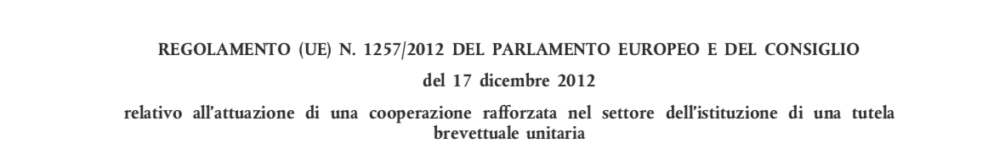 REGOLAMENTO (UE) N. 1257/2012 DEL PARLAMENTO EUROPEO E DEL CONSIGLIO
del 17 dicembre 2012
relativo all’attuazione di una cooperazione rafforzata nel settore dell’istituzione di una tutela
brevettuale unitaria